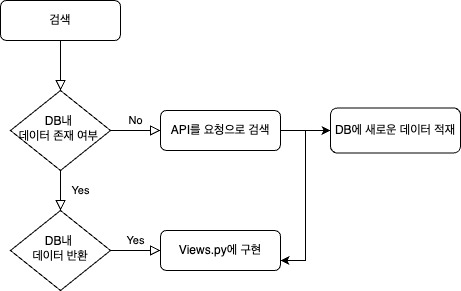 검색
DB내
데이터 존재 여부
No
API를 요청으로 검색
DB에 새로운 데이터 적재
Yes
DB내
데이터 반환
Yes
Views.py에 구현